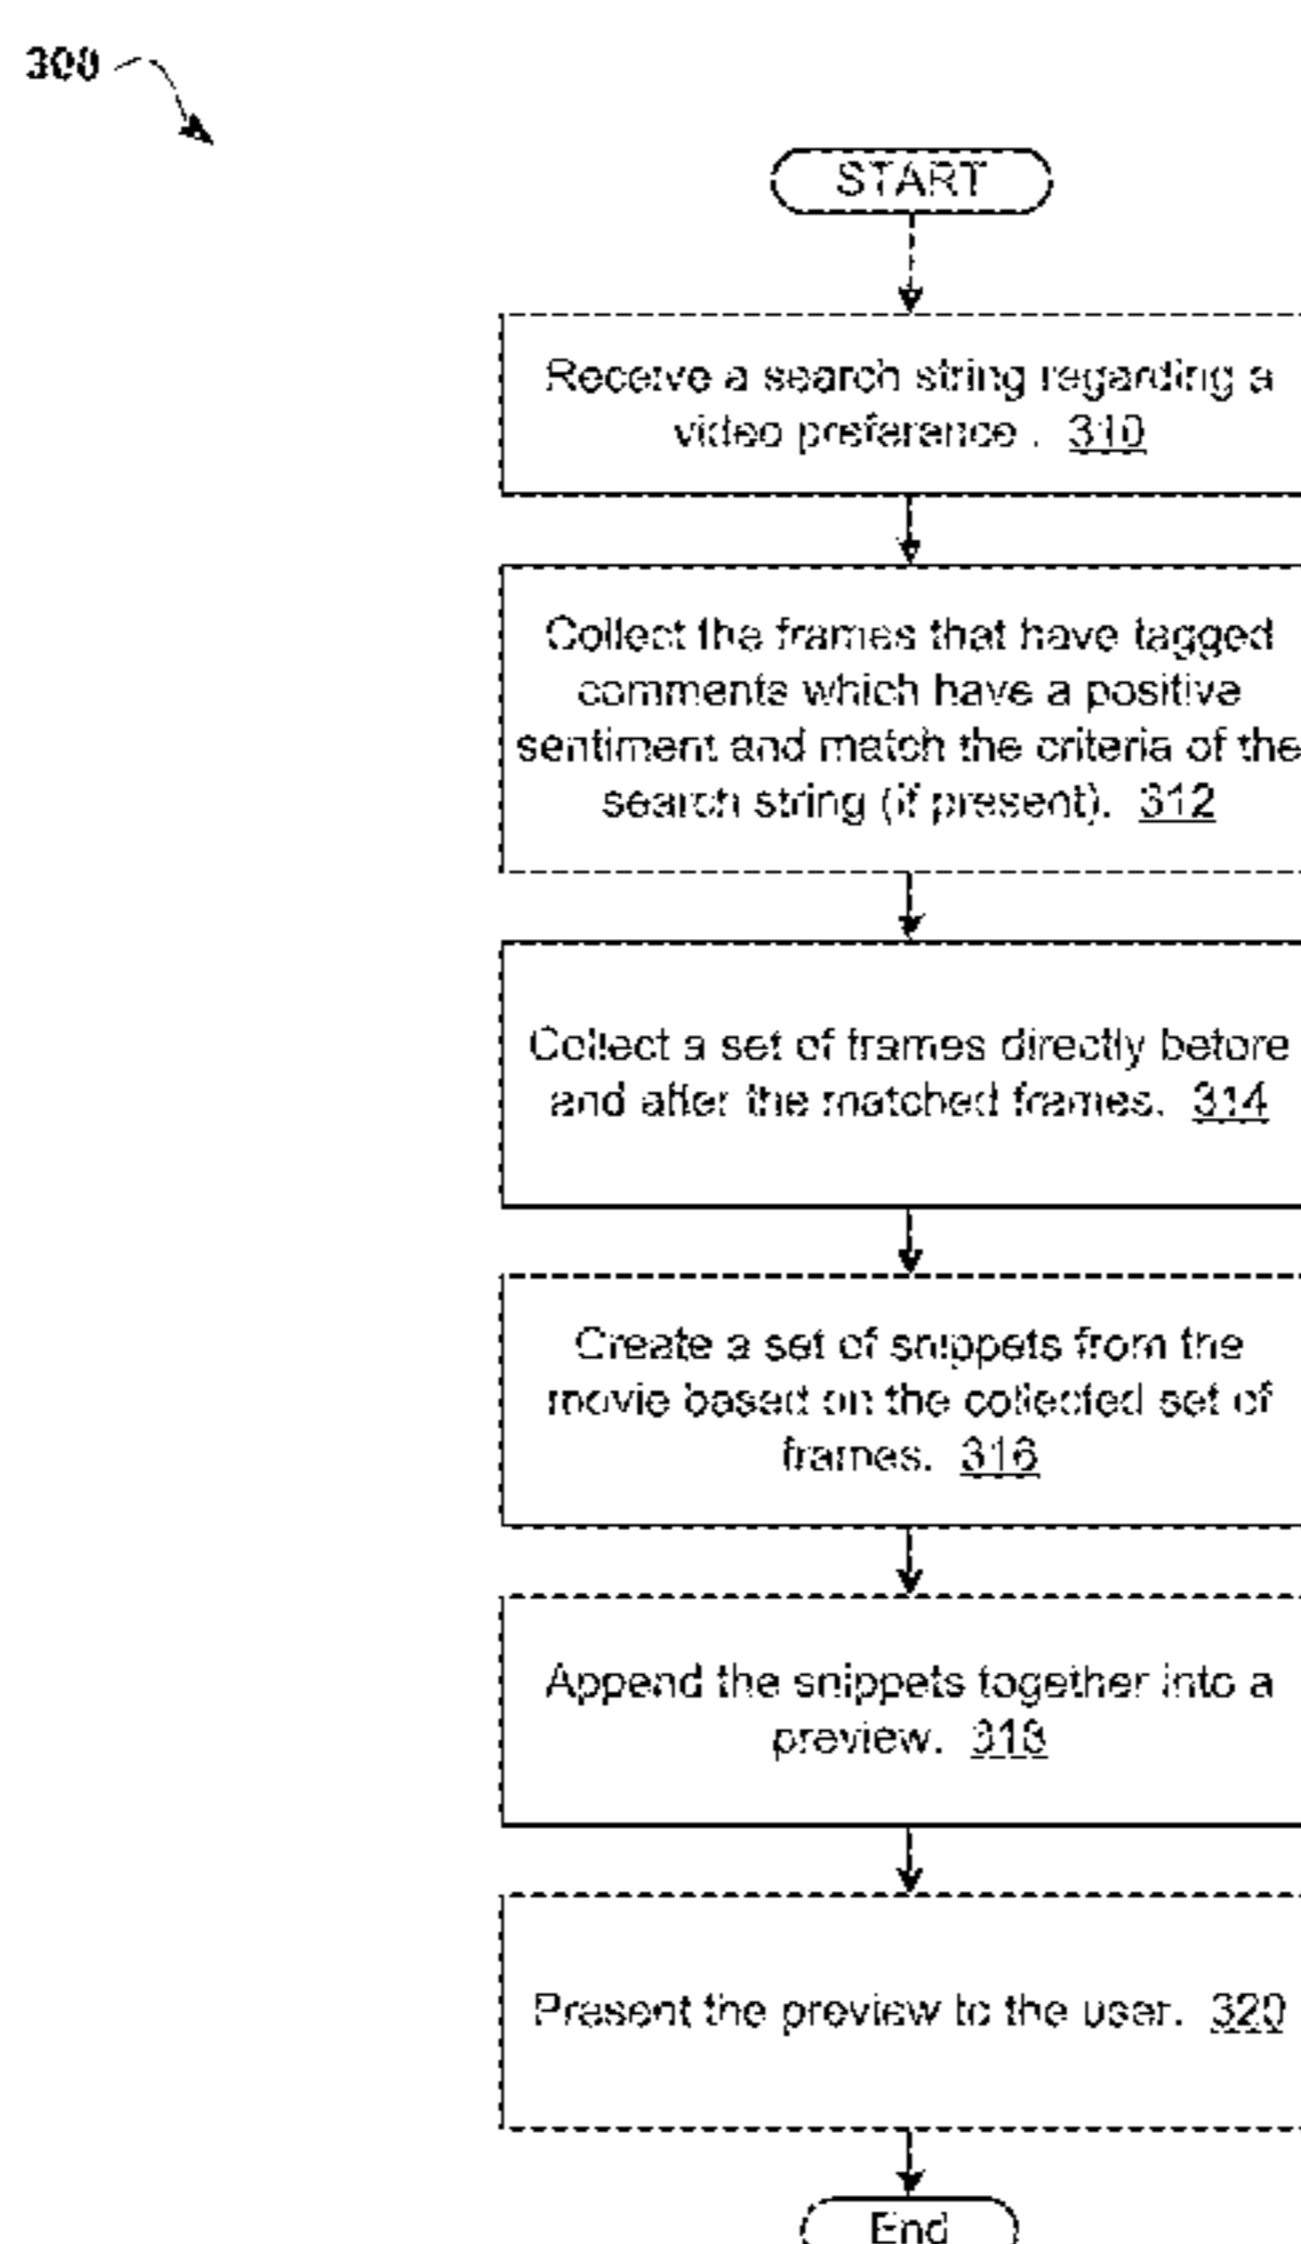 300
START
Receive a search string regarding a
video preference . 310
Collect the frames that have tagged
comments which have a positive
sentiment and match the criteria of the
search string (if present). 312
Collect a set of frames directly before
and after the matched frames. 314
Create a set of snippets from the
movie based on the collected set of
frames. 316
Append the snippets together into a
preview. 318
Present the preview to the user. 320
End